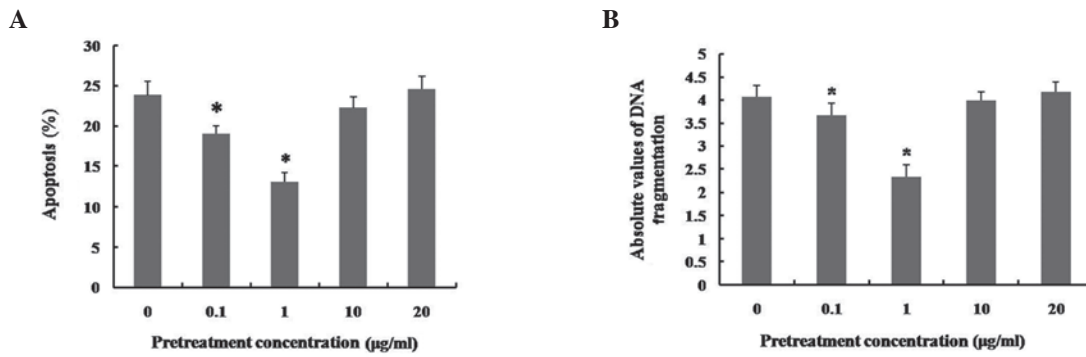 A
30
25
20
15
10
5
0
Apoptosis (%)
*
*
0 0.1 1 10 20
Pretreatment concentration (µg/ml)
B
5
4.5
4
3.5
3
2.5
2
1.5
1
0.5
0
Absolute values of DNA
fragmentation
*
*
0 0.1 1 10 20
Pretreatment concentration (µg/ml)